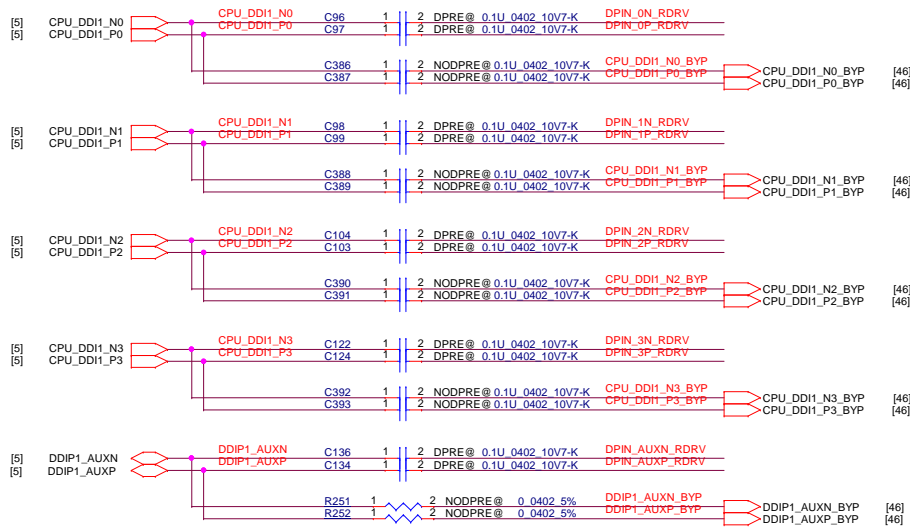 [5] CPU_DDI1_N0 CPU_DDI1_N0 C96 1 2 DPRE@ 0.1U_0402_10V7-K DPIN_0N_RDRV
[5] CPU_DDI1_P0 CPU_DDI1_P0 C97 1 2 DPRE@ 0.1U_0402_10V7-K DPIN_0P_RDRV
C386 1 2 NODPRE@ 0.1U_0402_10V7-K CPU_DDI1_N0_BYP CPU_DDI1_N0_BYP [46]
C387 1 2 NODPRE@ 0.1U_0402_10V7-K CPU_DDI1_P0_BYP CPU_DDI1_P0_BYP [46]
[5] CPU_DDI1_N1 CPU_DDI1_N1 C98 1 2 DPRE@ 0.1U_0402_10V7-K DPIN_1N_RDRV
[5] CPU_DDI1_P1 CPU_DDI1_P1 C99 1 2 DPRE@ 0.1U_0402_10V7-K DPIN_1P_RDRV
C388 1 2 NODPRE@ 0.1U_0402_10V7-K CPU_DDI1_N1_BYP CPU_DDI1_N1_BYP [46]
C389 1 2 NODPRE@ 0.1U_0402_10V7-K CPU_DDI1_P1_BYP CPU_DDI1_P1_BYP [46]
[5] CPU_DDI1_N2 CPU_DDI1_N2 C104 1 2 DPRE@ 0.1U_0402_10V7-K DPIN_2N_RDRV
[5] CPU_DDI1_P2 CPU_DDI1_P2 C103 1 2 DPRE@ 0.1U_0402_10V7-K DPIN_2P_RDRV
C390 1 2 NODPRE@ 0.1U_0402_10V7-K CPU_DDI1_N2_BYP CPU_DDI1_N2_BYP [46]
C391 1 2 NODPRE@ 0.1U_0402_10V7-K CPU_DDI1_P2_BYP CPU_DDI1_P2_BYP [46]
[5] CPU_DDI1_N3 CPU_DDI1_N3 C122 1 2 DPRE@ 0.1U_0402_10V7-K DPIN_3N_RDRV
[5] CPU_DDI1_P3 CPU_DDI1_P3 C124 1 2 DPRE@ 0.1U_0402_10V7-K DPIN_3P_RDRV
C392 1 2 NODPRE@ 0.1U_0402_10V7-K CPU_DDI1_N3_BYP CPU_DDI1_N3_BYP [46]
C393 1 2 NODPRE@ 0.1U_0402_10V7-K CPU_DDI1_P3_BYP CPU_DDI1_P3_BYP [46]
[5] DDIP1_AUXN DDIP1_AUXN C136 1 2 DPRE@ 0.1U_0402_10V7-K DPIN_AUXN_RDRV
[5] DDIP1_AUXP DDIP1_AUXP C134 1 2 DPRE@ 0.1U_0402_10V7-K DPIN_AUXP_RDRV
R251 1 2 NODPRE@ 0_0402_5% DDIP1_AUXN_BYP DDIP1_AUXN_BYP [46]
R252 1 2 NODPRE@ 0_0402_5% DDIP1_AUXP_BYP DDIP1_AUXP_BYP [46]